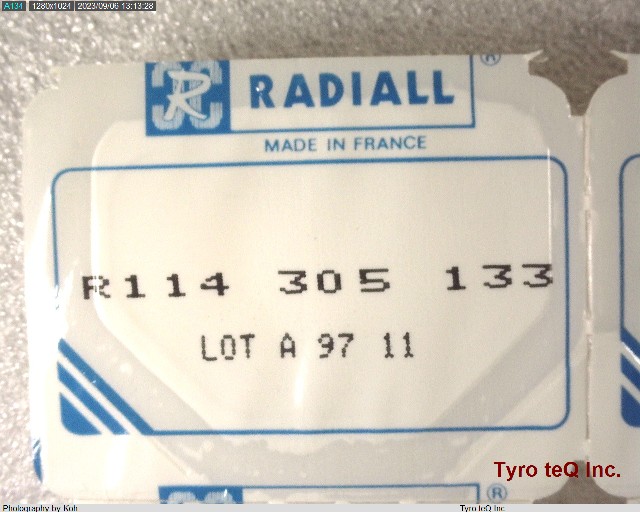 A134 1280x1024 2023/09/06 13:13:28
R RADIALL ®
MADE IN FRANCE
R114 305 133
LOT A 97 11
Tyro teQ Inc.
®
Photography by Koh Tyro teQ Inc